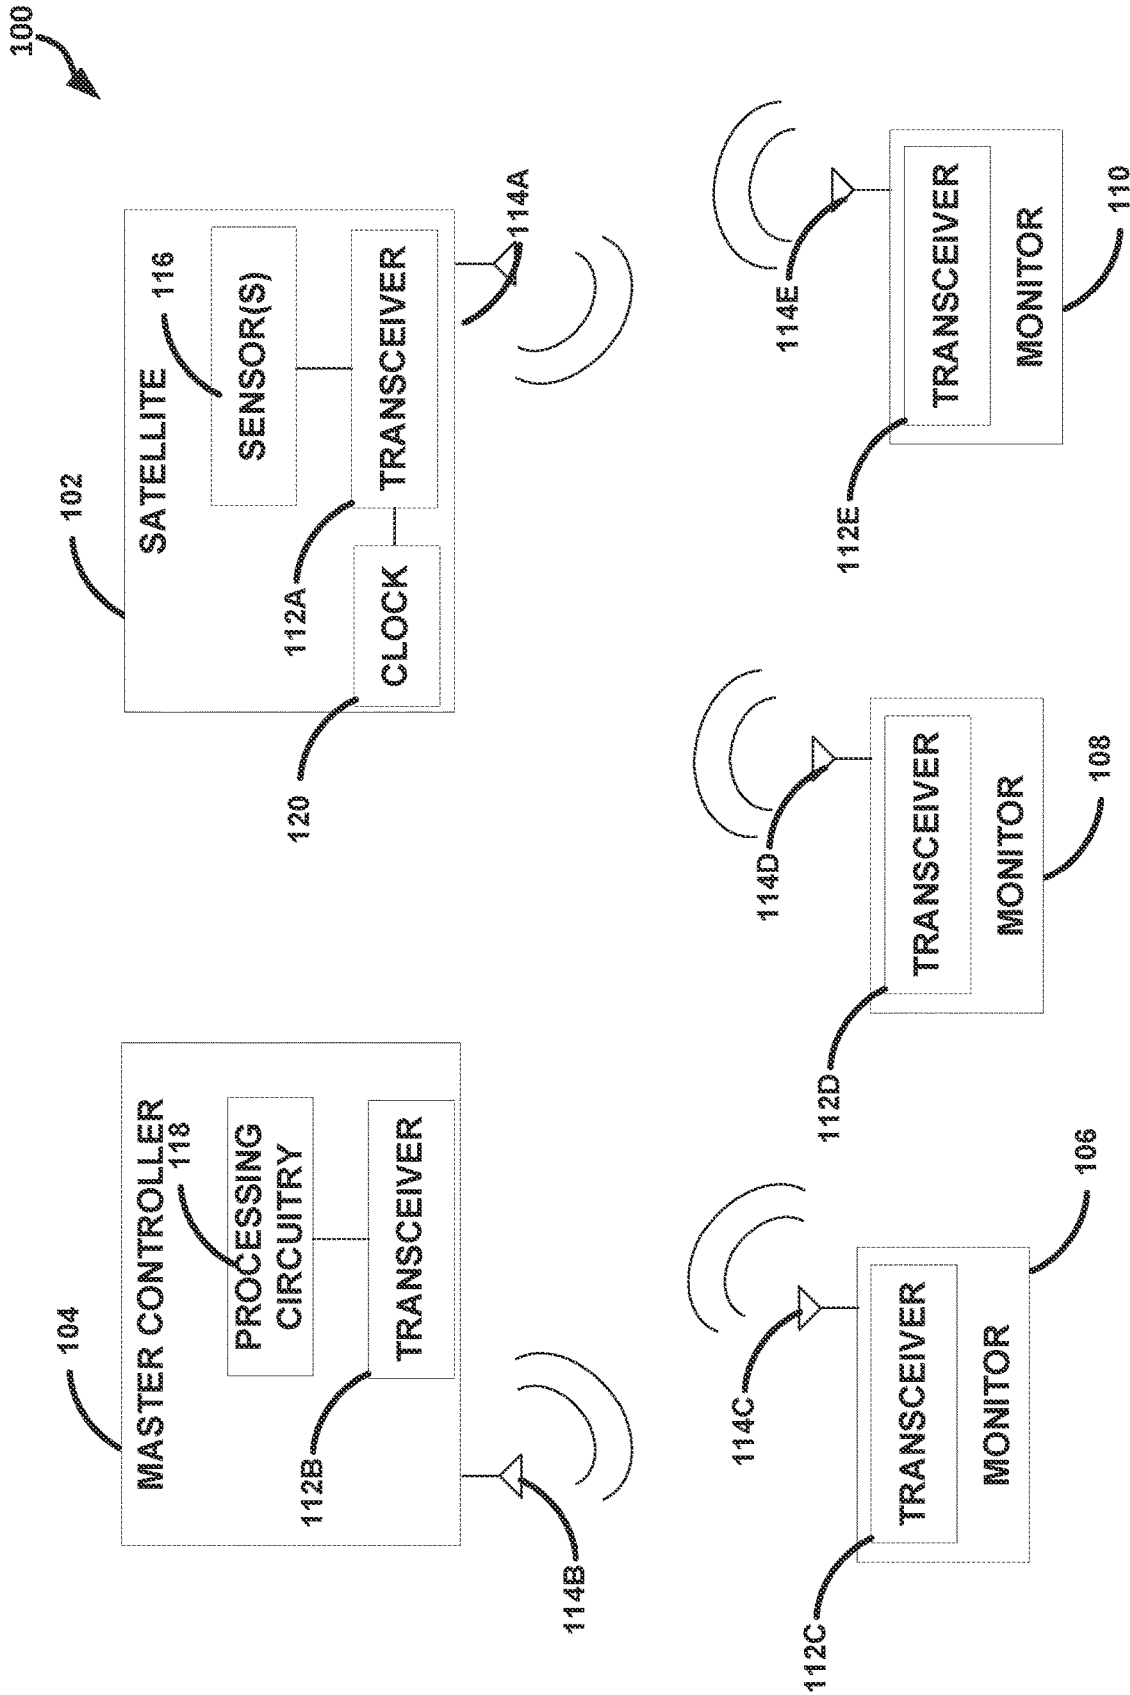 100
104
MASTER CONTROLLER
118
PROCESSING
CIRCUITRY
TRANSCEIVER
112B
114B
102
SATELLITE
116
SENSOR(S)
112A
TRANSCEIVER
CLOCK
120
114A
114C
112C
TRANSCEIVER
MONITOR
106
114D
112D
TRANSCEIVER
MONITOR
108
114E
112E
TRANSCEIVER
MONITOR
110